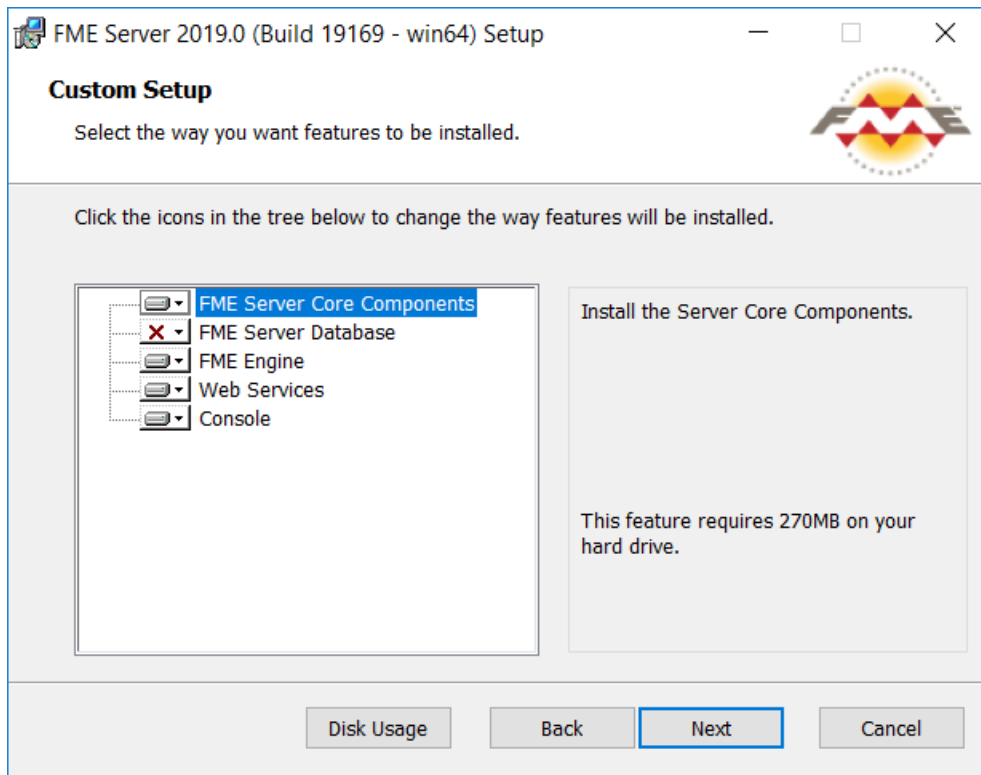 FME Server 2019.0 (Build 19169 - win64) Setup
Custom Setup
Select the way you want features to be installed.
FME
Click the icons in the tree below to change the way features will be installed.
FME Server Core Components
FME Server Database
FME Engine
Web Services
Console
Install the Server Core Components.
This feature requires 270MB on your
hard drive.
Disk Usage
Back
Next
Cancel